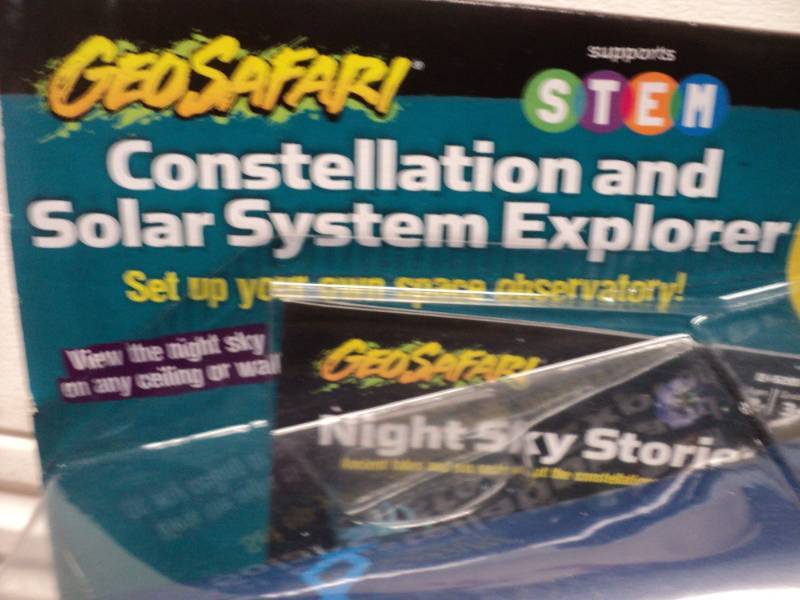 GEOSAFARI
supports
STEM
Constellation and
Solar System Explorer
Set up your own space observatory!
View the night sky
on any ceiling or wall
GEOSAFARI
Night Sky Stories